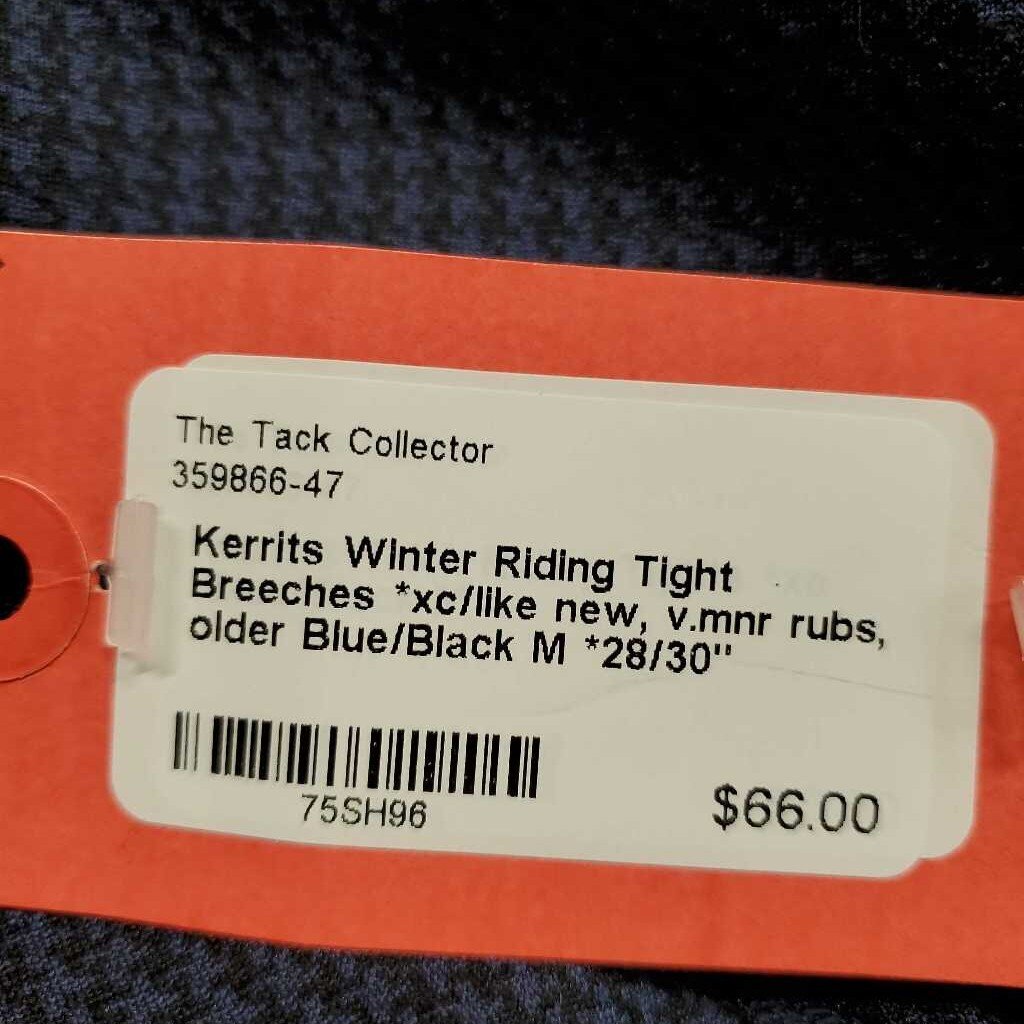 The Tack Collector
359866-47
Kerrits Winter Riding Tight
Breeches *xc/like new, v.mnr rubs,
older Blue/Black M *28/30"
75SH96
$66.00